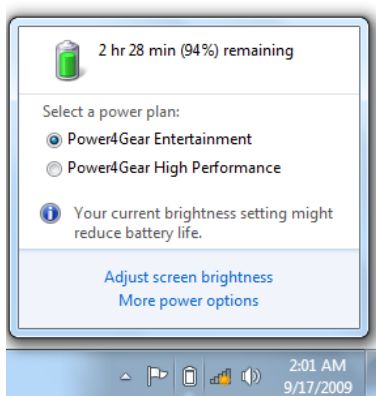 2 hr 28 min (94%) remaining
Select a power plan:
Power4Gear Entertainment
Power4Gear High Performance
Your current brightness setting might
reduce battery life.
Adjust screen brightness
More power options
2:01 AM
9/17/2009